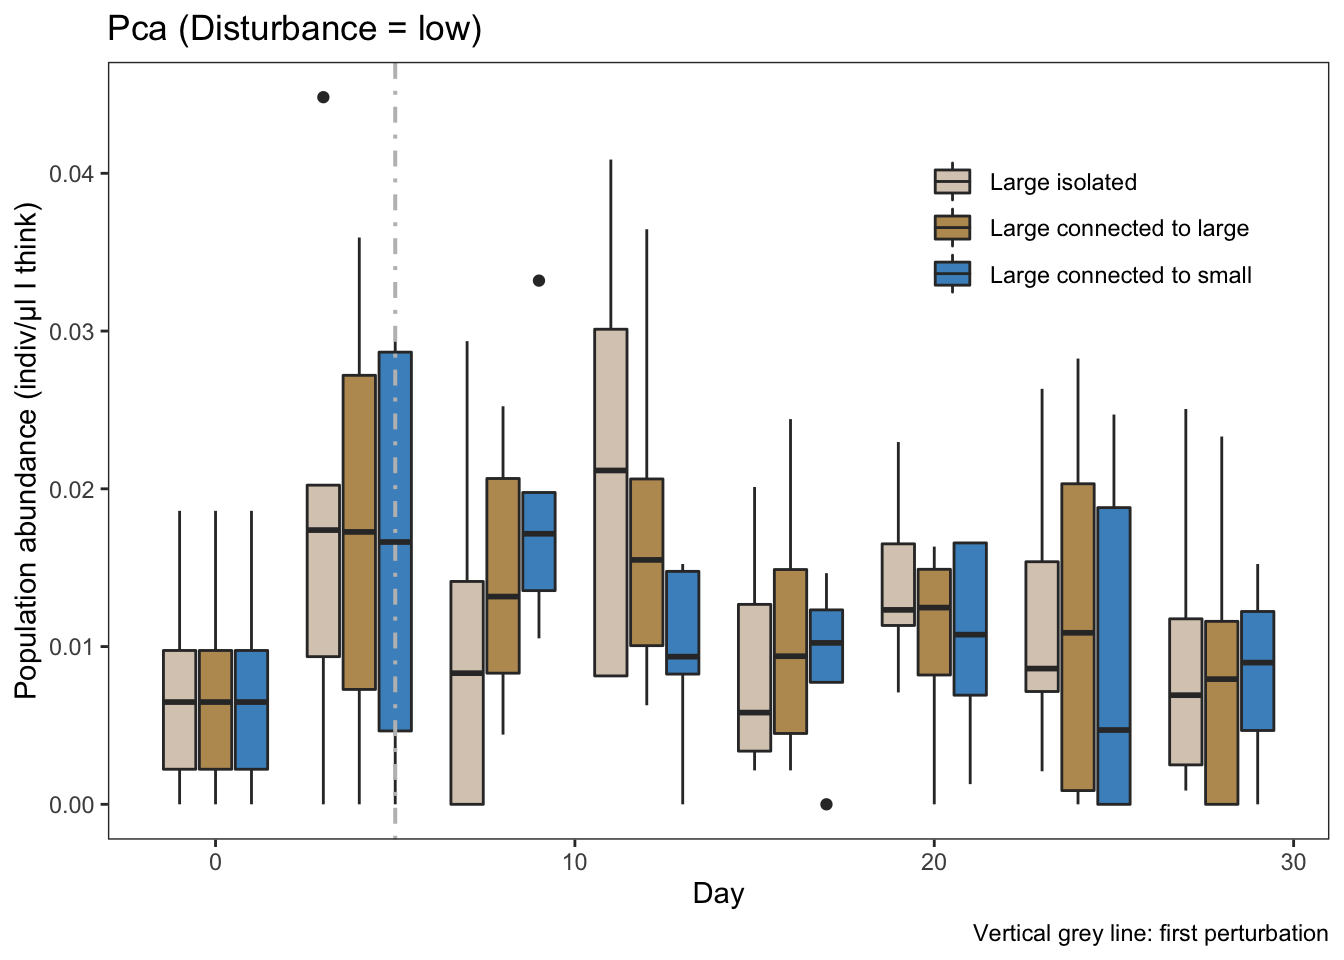 Pca (Disturbance = low)
Population abundance (indiv/µl I think)
0.04
0.03
0.02
0.01
0.00
Large isolated
Large connected to large
Large connected to small
0
10
20
30
Day
Vertical grey line: first perturbation